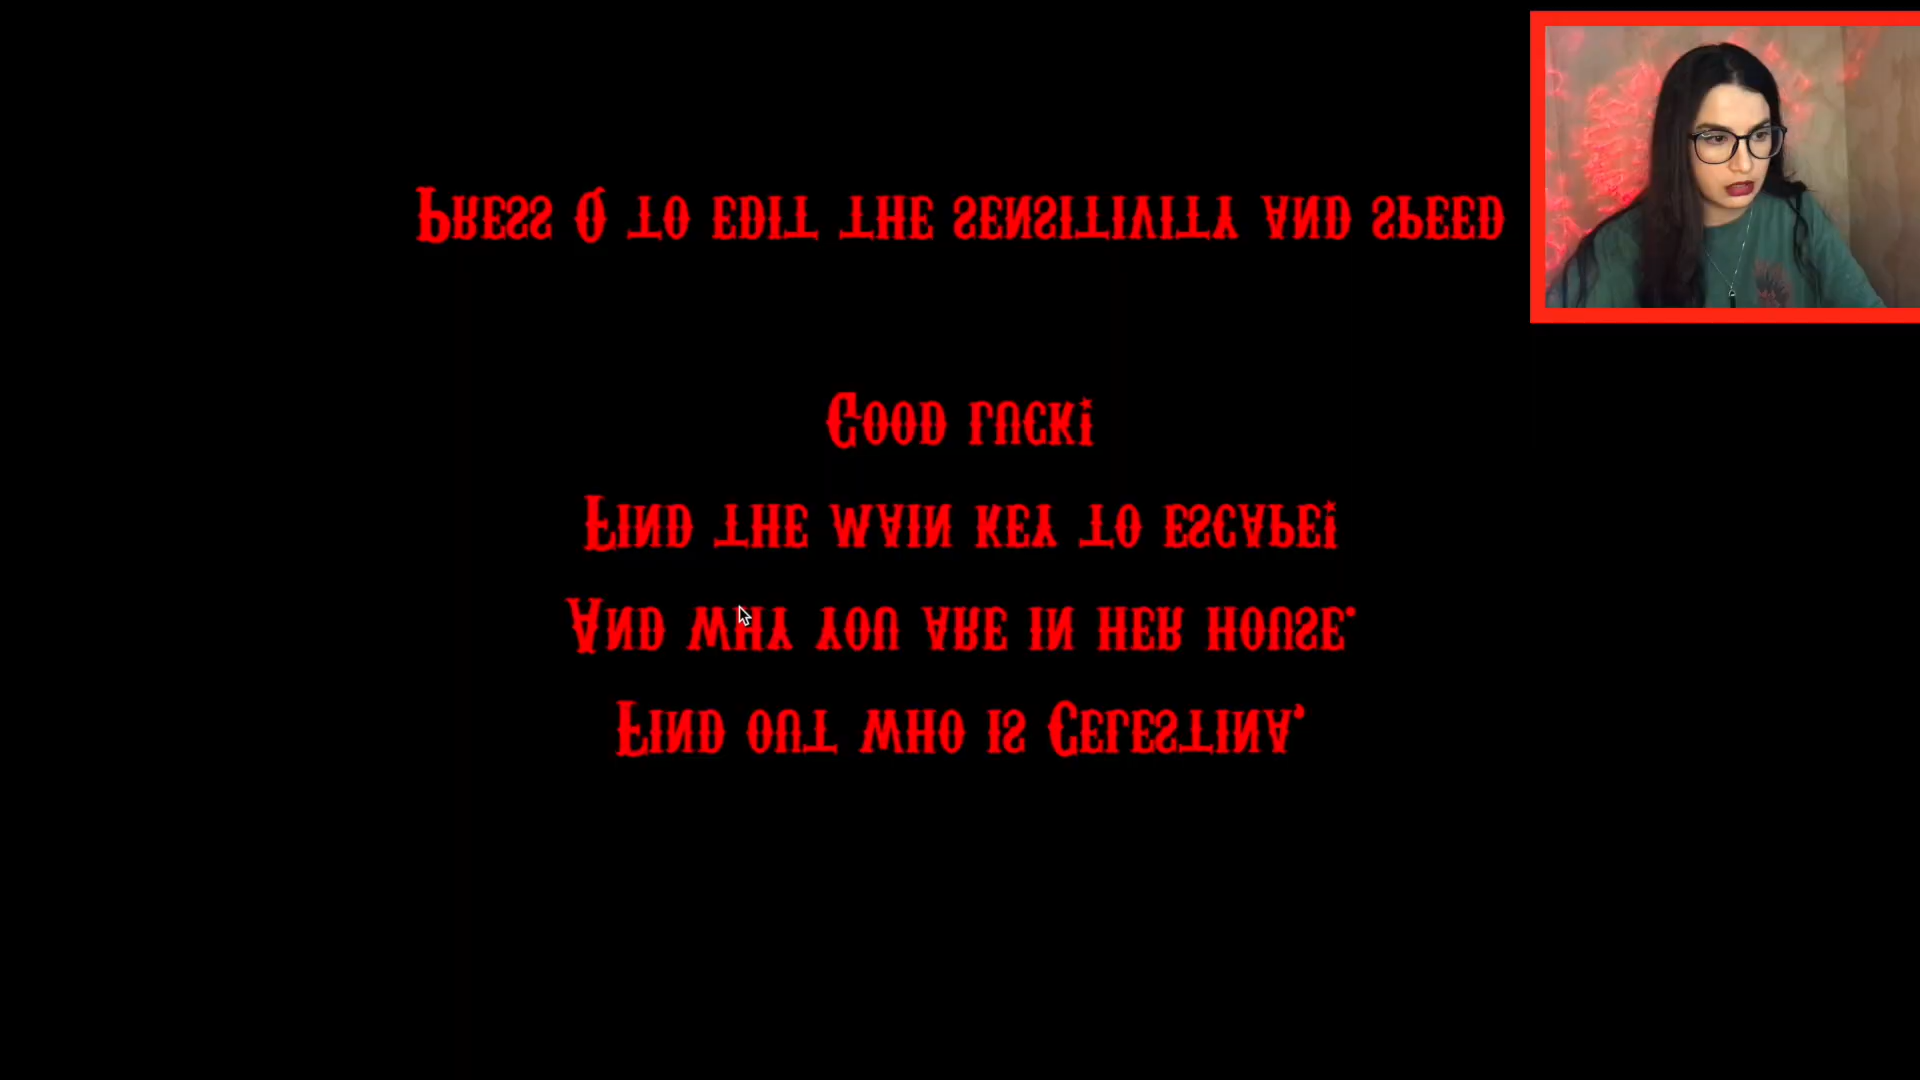 Find out who is Celestina,
And why you are in her house.
Find the main key to escape!
Good luck!
Press Q to edit the sensitivity and speed